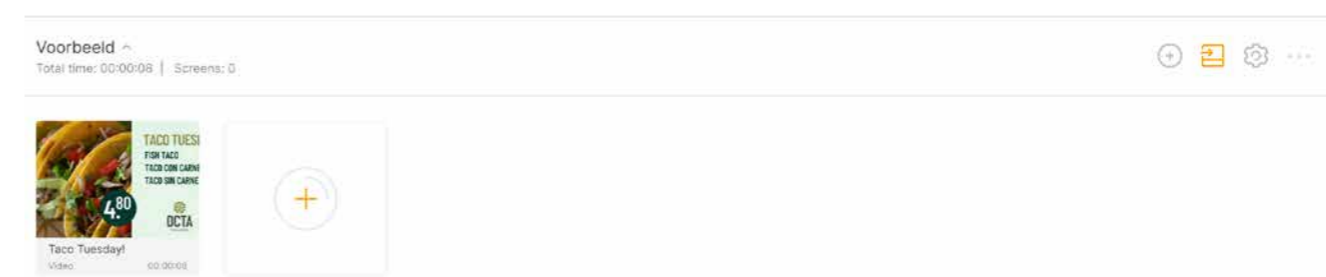 Voorbeeld
Total time: 00:00:08 | Screens: 0
TACO TUESI
FISH TACO
TACO CON CARNE
TACO SIN CARNE
4.80
OCTA
Taco Tuesday!
Video 00:00:08